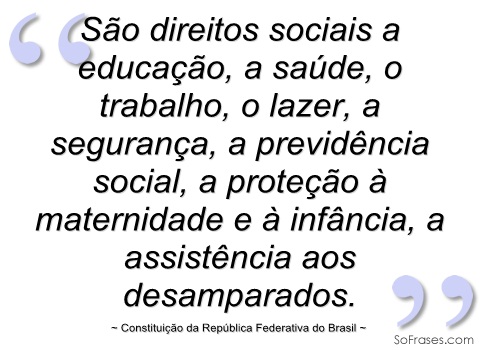 São direitos sociais a
educação, a saúde, o
trabalho, o lazer, a
segurança, a previdência
social, a proteção à
maternidade e à infância, a
assistência aos
desamparados.
~ Constituição da República Federativa do Brasil ~
SoFrases.com